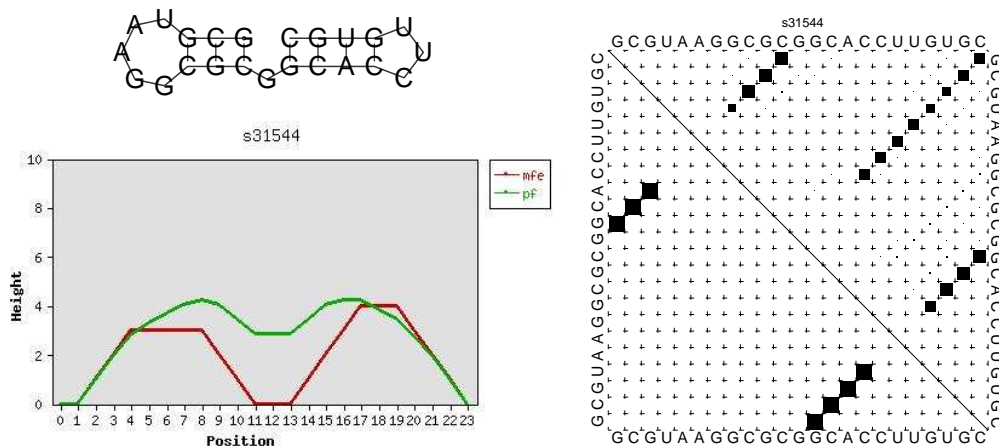 A U G C G C G U G U
A U
G G C G C G G C A C C
s31544
10
8
6
4
2
0
Height
0 1 2 3 4 5 6 7 8 9 10 11 12 13 14 15 16 17 18 19 20 21 22 23
Position
mfe
pf
s31544
G C G U A A G G C G C G G C A C C U U G U G C
G C G U A A G G C G C G G C A C C U U G U G C
G C G U A A G G C G C G G C A C C U U G U G C
G C G U A A G G C G C G G C A C C U U G U G C